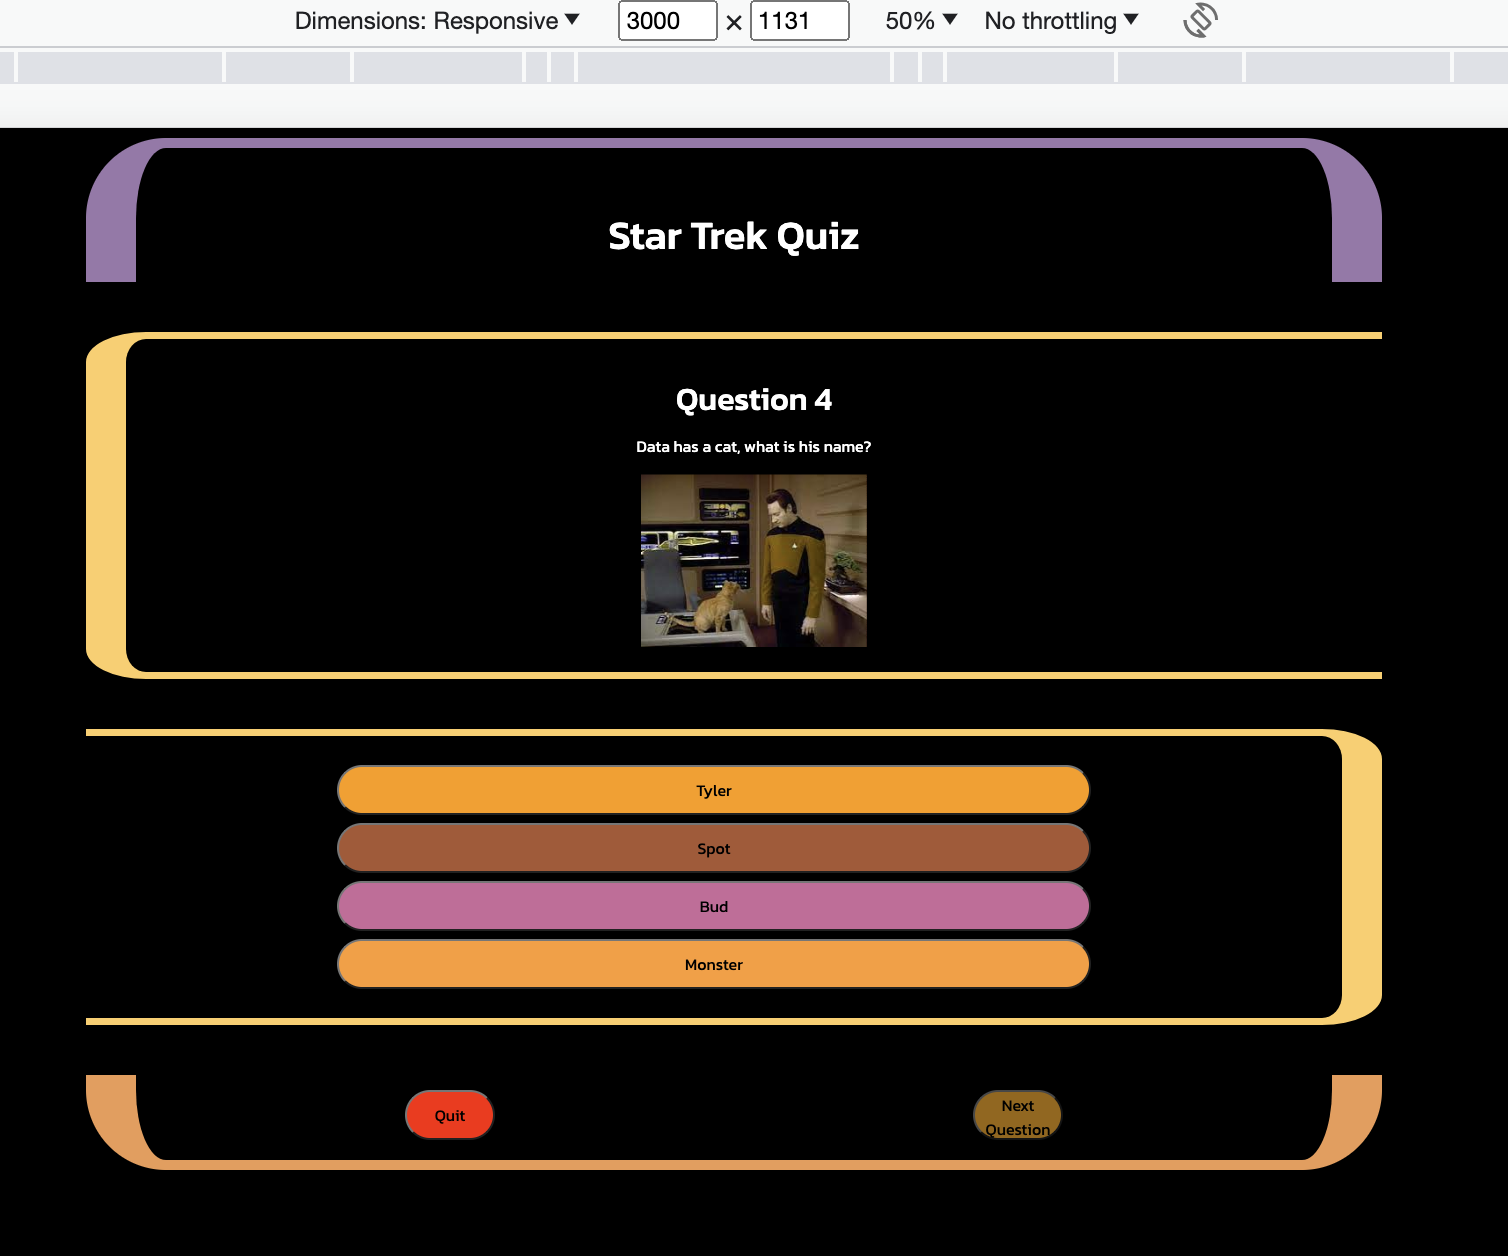 Dimensions: Responsive ▼ 3000 × 1131 50% ▼ No throttling ▼
Star Trek Quiz
Question 4
Data has a cat, what is his name?
Tyler
Spot
Bud
Monster
Quit
Next
Question